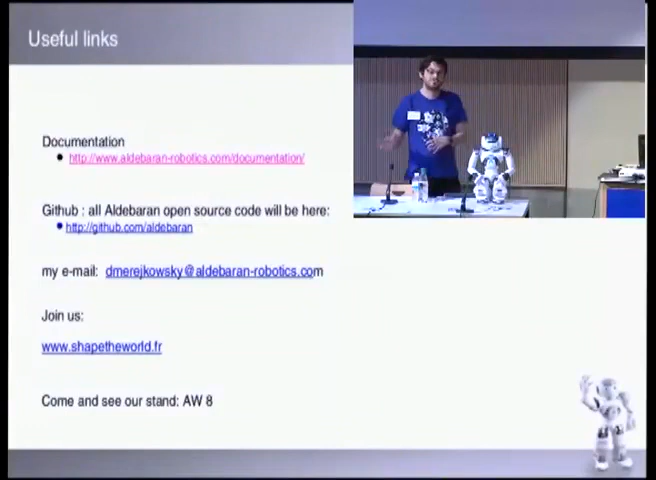 Useful links
Documentation
http://www.aldebaran-robotics.com/documentation/
Github : all Aldebaran open source code will be here:
http://github.com/aldebaran
my e-mail: dmerejkowsky@aldebaran-robotics.com
Join us:
www.shapetheworld.fr
Come and see our stand: AW 8